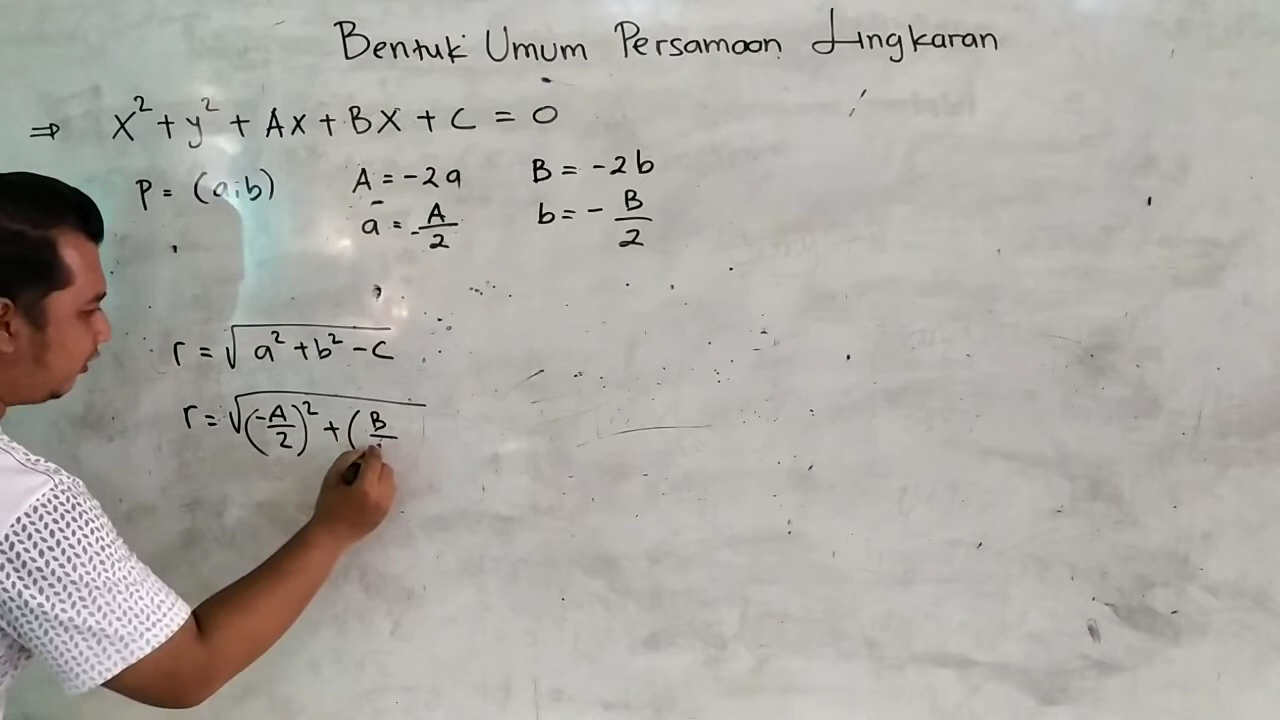 Bentuk Umum Persamaan Lingkaran
⇒ x² + y² + Ax + Bx + C = 0
P = (a;b) A = -2a B = -2b
a = -A/2 b = -B/2
r = √(a² + b² - C)
r = √((-A/2)² + (B/